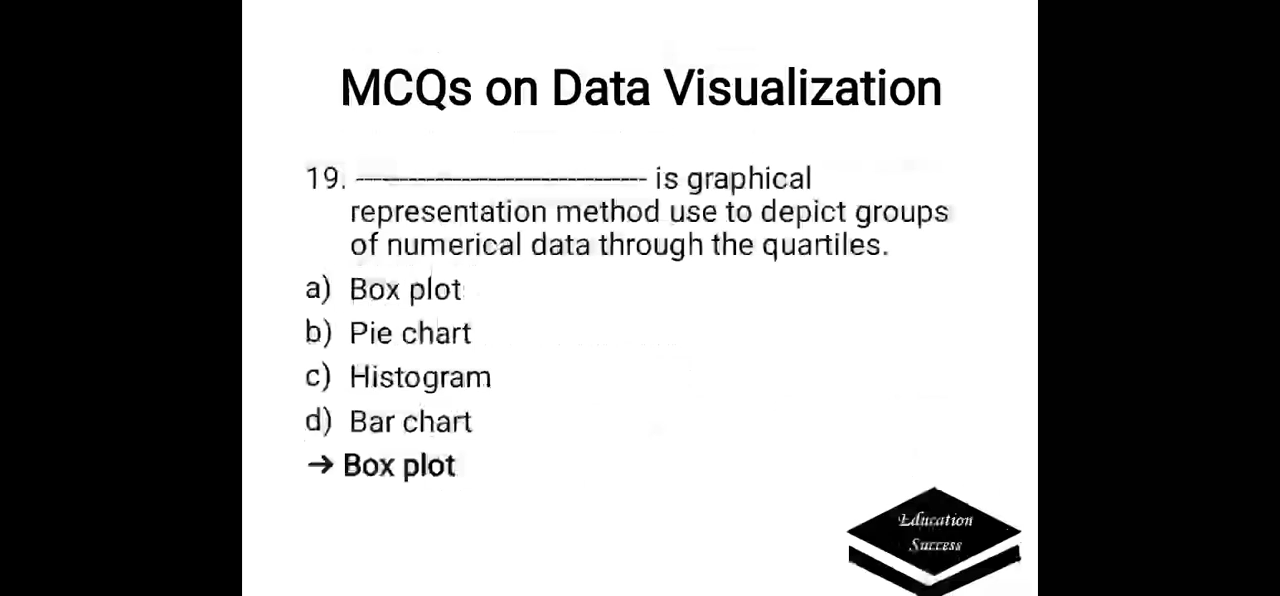 MCQs on Data Visualization
19. ------------------------------ is graphical
representation method use to depict groups
of numerical data through the quartiles.
a) Box plot
b) Pie chart
c) Histogram
d) Bar chart
→ Box plot
Education
Success